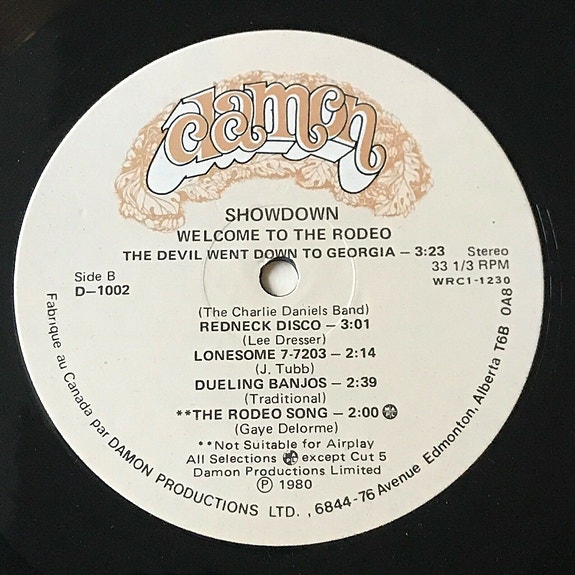 damon
SHOWDOWN
WELCOME TO THE RODEO
THE DEVIL WENT DOWN TO GEORGIA – 3:23
Stereo
33 1/3 RPM
WRC1-1230
Side B
D–1002
(The Charlie Daniels Band)
REDNECK DISCO – 3:01
(Lee Dresser)
LONESOME 7-7203 – 2:14
(J. Tubb)
DUELING BANJOS – 2:39
(Traditional)
**THE RODEO SONG – 2:00
(Gaye Delorme)
**Not Suitable for Airplay
All Selections except Cut 5
Damon Productions Limited
Ⓟ 1980
Fabrique au Canada par DAMON PRODUCTIONS LTD. , 6844-76 Avenue Edmonton, Alberta T6B 0A8